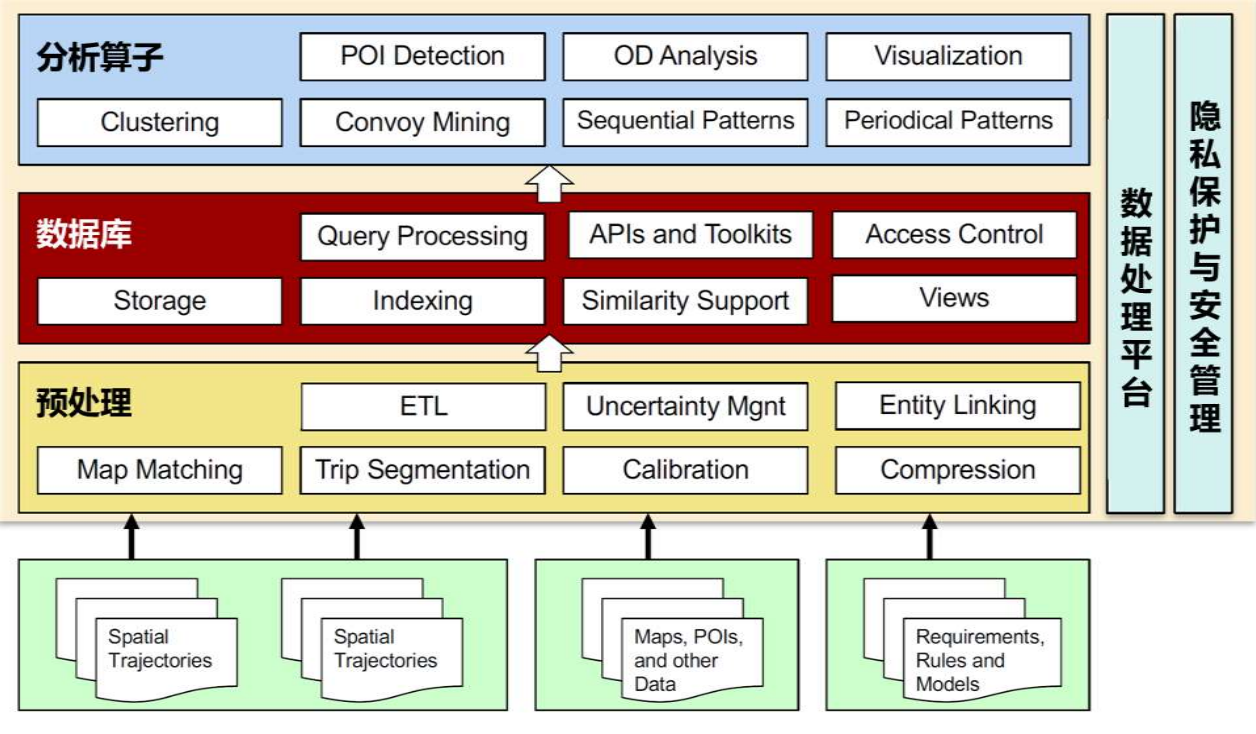 分析算子
POI Detection
OD Analysis
Visualization
Clustering
Convoy Mining
Sequential Patterns
Periodical Patterns
数据库
Query Processing
APIs and Toolkits
Access Control
Storage
Indexing
Similarity Support
Views
预处理
ETL
Uncertainty Mgnt
Entity Linking
Map Matching
Trip Segmentation
Calibration
Compression
数据处理平台
隐私保护与安全管理
Spatial
Trajectories
Spatial
Trajectories
Maps, POIs,
and other
Data
Requirements,
Rules and
Models